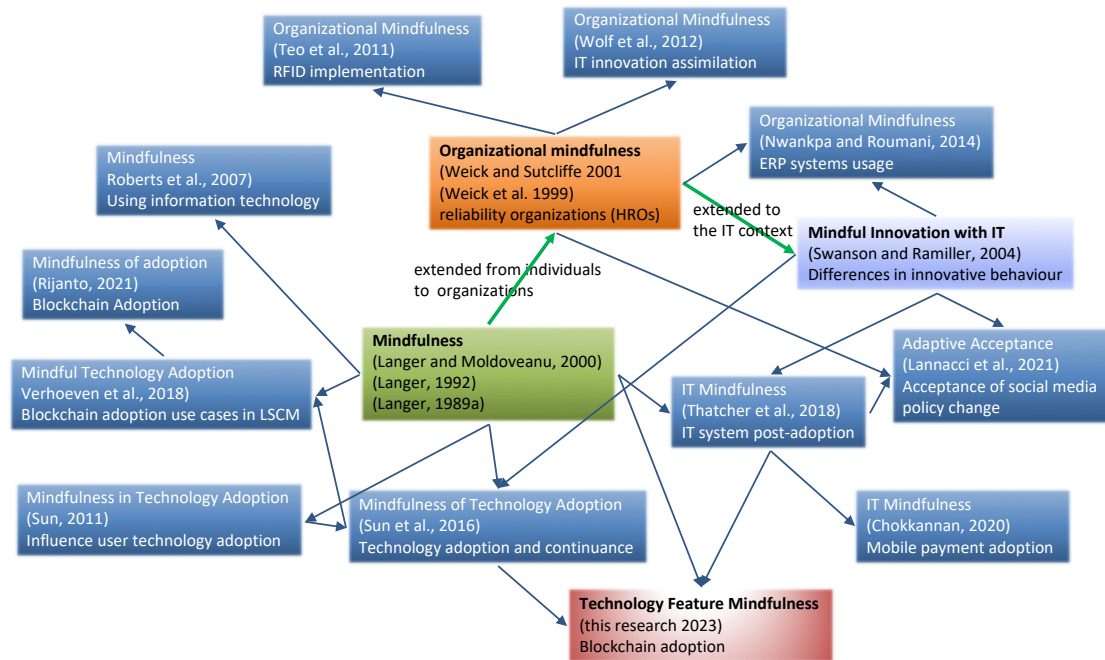 Organizational Mindfulness
(Teo et al., 2011)
RFID implementation
Organizational Mindfulness
(Wolf et al., 2012)
IT innovation assimilation
Organizational Mindfulness
(Nwankpa and Roumani, 2014)
ERP systems usage
Organizational mindfulness
(Weick and Sutcliffe 2001
(Weick et al. 1999)
reliability organizations (HROs)
Mindfulness
Roberts et al., 2007)
Using information technology
extended to
the IT context
Mindful Innovation with IT
(Swanson and Ramiller, 2004)
Differences in innovative behaviour
Mindfulness of adoption
(Rijanto, 2021)
Blockchain Adoption
extended from individuals
to organizations
Mindfulness
(Langer and Moldoveanu, 2000)
(Langer, 1992)
(Langer, 1989a)
Adaptive Acceptance
(Lannacci et al., 2021)
Acceptance of social media
policy change
Mindful Technology Adoption
Verhoeven et al., 2018)
Blockchain adoption use cases in LSCM
IT Mindfulness
(Thatcher et al., 2018)
IT system post-adoption
Mindfulness in Technology Adoption
(Sun, 2011)
Influence user technology adoption
Mindfulness of Technology Adoption
(Sun et al., 2016)
Technology adoption and continuance
IT Mindfulness
(Chokkannan, 2020)
Mobile payment adoption
Technology Feature Mindfulness
(this research 2023)
Blockchain adoption